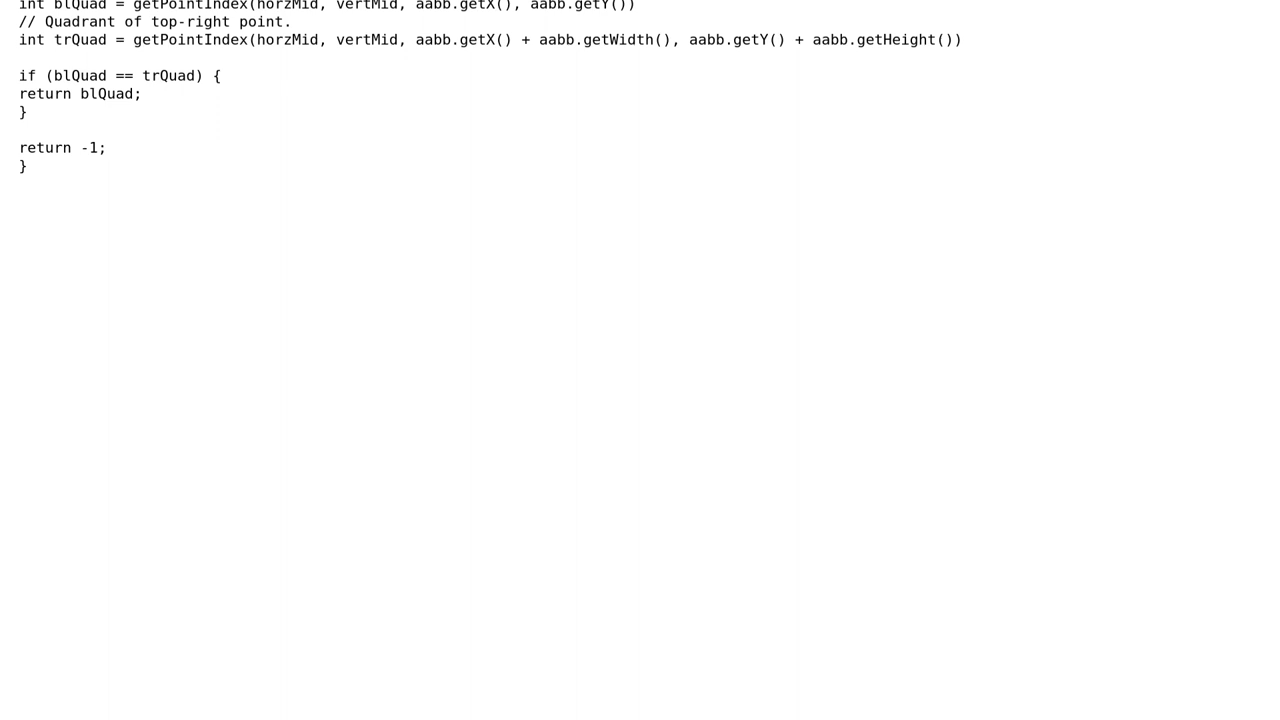 int blQuad = getPointIndex(horzMid, vertMid, aabb.getX(), aabb.getY())
// Quadrant of top-right point.
int trQuad = getPointIndex(horzMid, vertMid, aabb.getX() + aabb.getWidth(), aabb.getY() + aabb.getHeight())

if (blQuad == trQuad) {
return blQuad;
}

return -1;
}